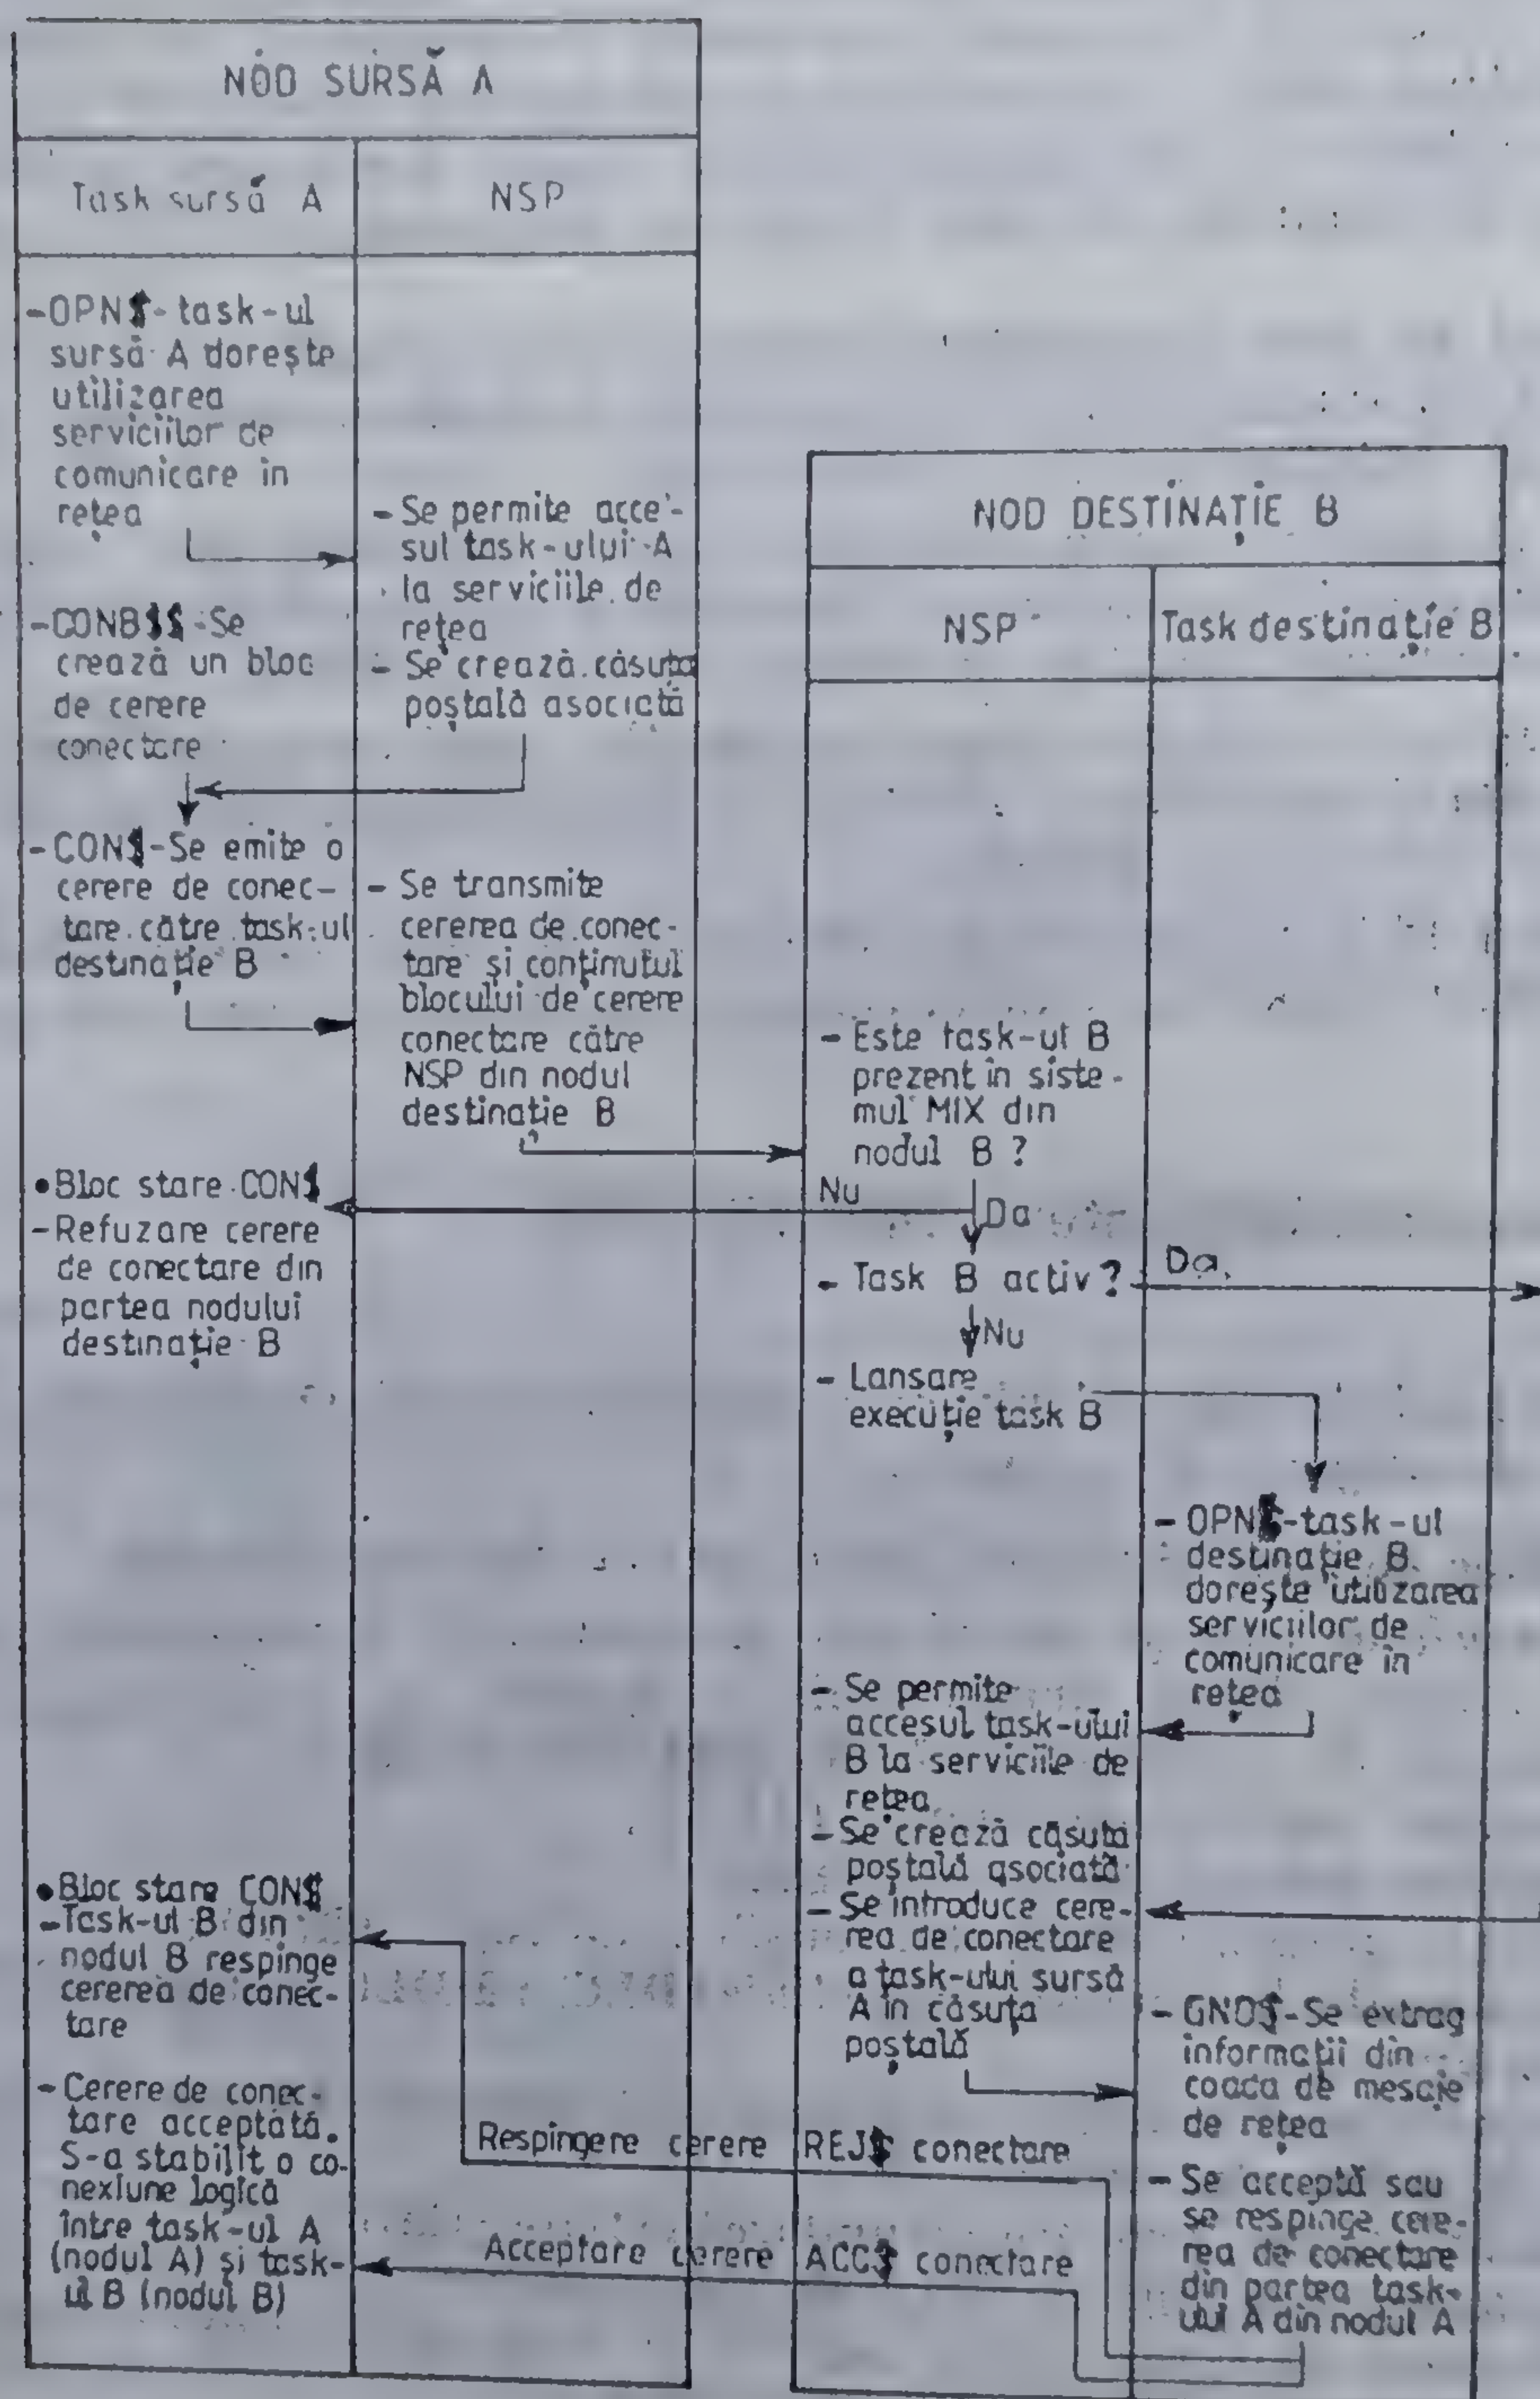 NOD SURSĂ A
Task sursă A
NSP
-OPN$-task-ul
sursă A dorește
utilizarea
serviciilor de
comunicare in
rețea
- Se permite acce-
sul task-ului A
la serviciile de
rețea
- Se crează căsuța
poștală asociată
-CONB$$-Se
crează un bloc
de cerere
conectare
- CON$-Se emite o
cerere de conec-
tare către task-ul
destinație B
- Se transmite
cererea de conec-
tare și conținutul
blocului de cerere
conectare către
NSP din nodul
destinație B
•Bloc stare CON$
-Refuzare cerere
de conectare din
partea nodului
destinație B
•Bloc stare CON$
-Task-ul B din
nodul B respinge
cererea de conec-
tare
- Cerere de conec-
tare acceptată.
S-a stabilit o co-
nexiune logică
între task-ul A
(nodul A) și task-
ul B (nodul B)
NOD DESTINAȚIE B
NSP
Task destinație B
- Este task-ul B
prezent în siste-
mul MIX din
nodul B ?
Nu
Da
- Task B activ ?
Da
Nu
- Lansare
execuție task B
- OPN$-task-ul
destinație B
dorește utilizarea
serviciilor de
comunicare în
rețea
- Se permite
accesul task-ului
B la serviciile de
rețea
- Se crează căsuța
poștală asociată
- Se introduce cere-
rea de conectare
a task-ului sursă
A in căsuța
poștală
- GNO$-Se extrag
informații din
coada de mesaje
de rețea
- Se acceptă sau
se respinge cere-
rea de conectare
din partea task-
ului A din nodul A
Respingere cerere REJ$ conectare
Acceptare cerere ACC$ conectare